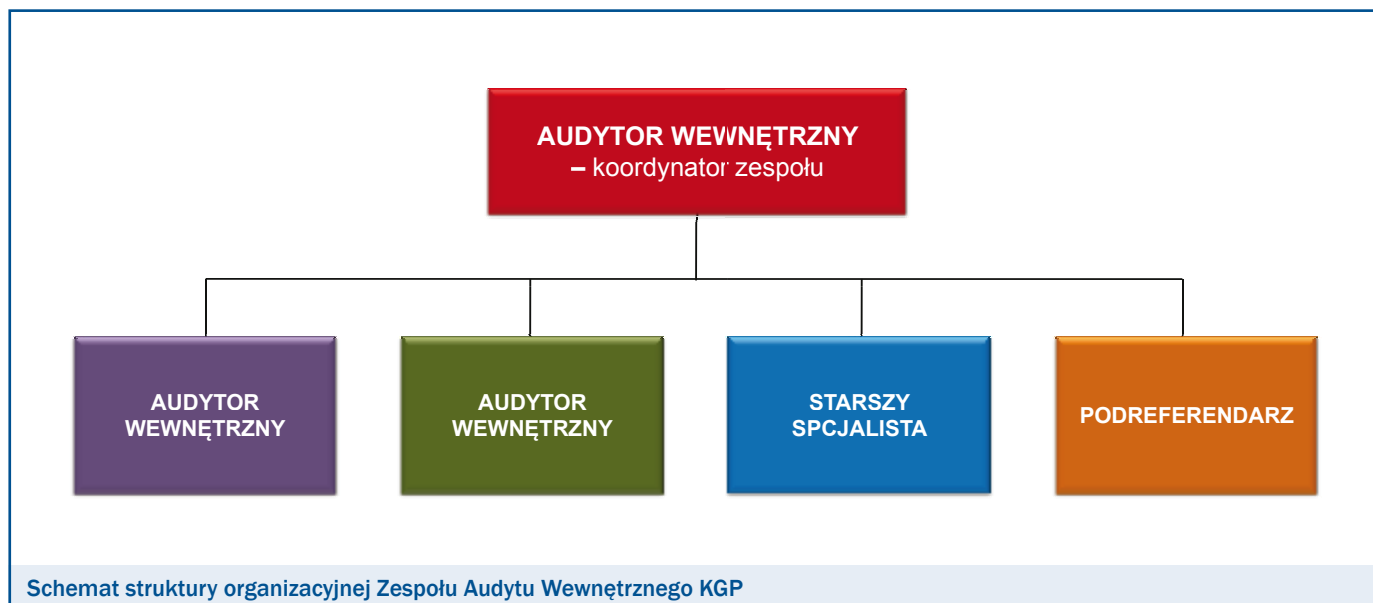 AUDYTOR WEWNĘTRZNY
– koordynator zespołu
AUDYTOR
WEWNĘTRZNY
AUDYTOR
WEWNĘTRZNY
STARSZY
SPCJALISTA
PODREFERENDARZ
Schemat struktury organizacyjnej Zespołu Audytu Wewnętrznego KGP